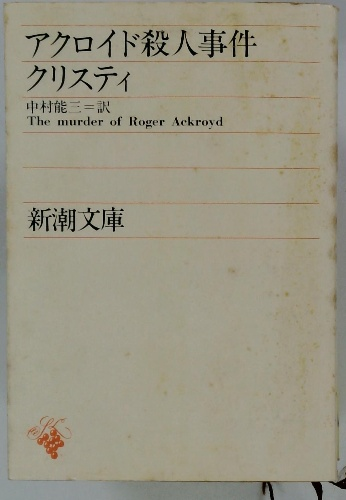 アクロイド殺人事件
クリスティ
中村能三＝訳
The murder of Roger Ackroyd
新潮文庫